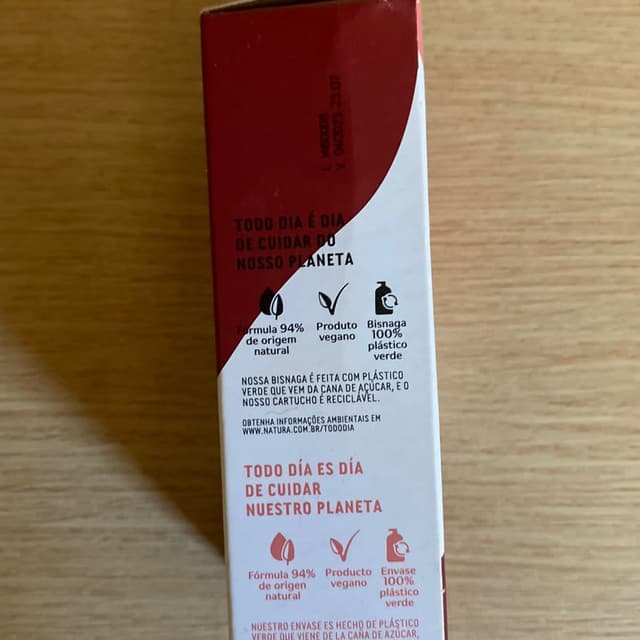 TODO DIA É DIA
DE CUIDAR DO
NOSSO PLANETA
Fórmula 94%
de origem
natural
Produto
vegano
Bisnaga
100%
plástico
verde
NOSSA BISNAGA É FEITA COM PLÁSTICO
VERDE QUE VEM DA CANA DE AÇÚCAR, E O
NOSSO CARTUCHO É RECICLÁVEL.
OBTENHA INFORMAÇÕES AMBIENTAIS EM
WWW.NATURA.COM.BR/TODODIA
TODO DÍA ES DÍA
DE CUIDAR
NUESTRO PLANETA
Fórmula 94%
de origen
natural
Producto
vegano
Envase
100%
plástico
verde
NUESTRO ENVASE ES HECHO DE PLÁSTICO
VERDE QUE VIENE DE LA CAÑA DE AZÚCAR,